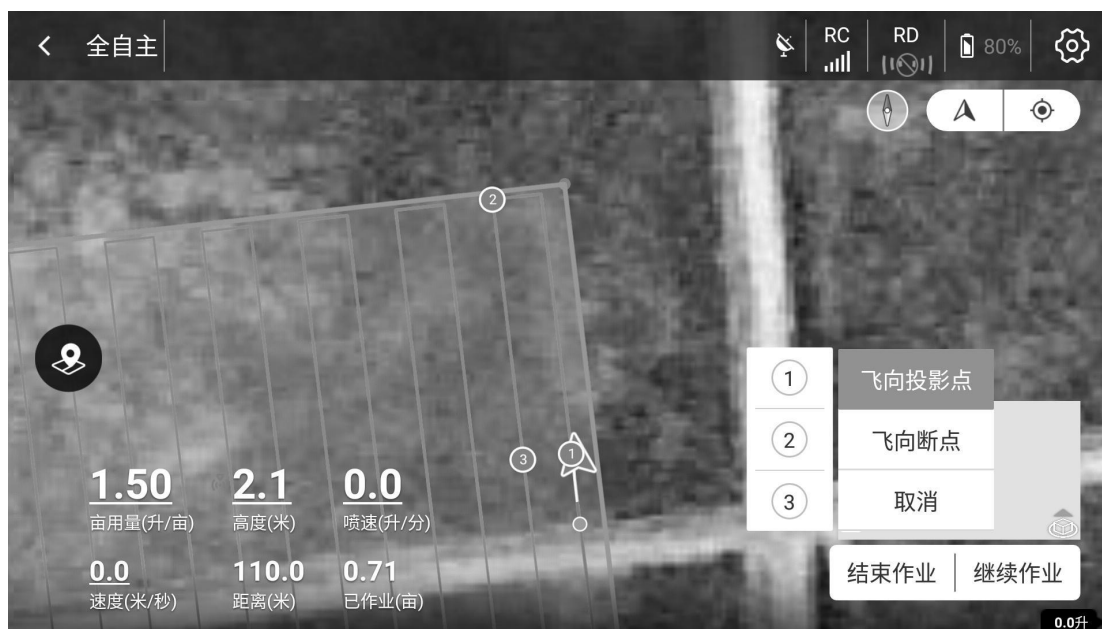 全自主
RC
RD
80%
2
3
1
1 飞向投影点
2 飞向断点
3 取消
1.50 2.1 0.0
亩用量(升/亩) 高度(米) 喷速(升/分)
0.0 110.0 0.71
速度(米/秒) 距离(米) 已作业(亩)
结束作业 继续作业
0.0升